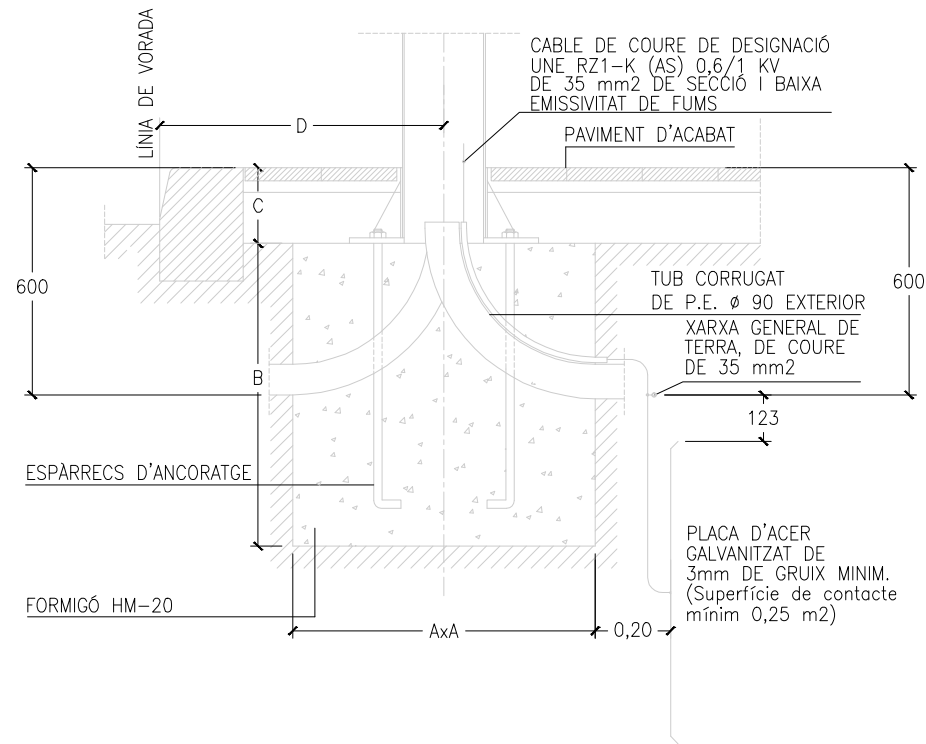 LÍNIA DE VORADA
D
CABLE DE COURE DE DESIGNACIÓ
UNE RZ1-K (AS) 0,6/1 KV
DE 35 mm2 DE SECCIÓ I BAIXA
EMISSIVITAT DE FUMS
PAVIMENT D'ACABAT
C
600
600
TUB CORRUGAT
DE P.E. ø 90 EXTERIOR
XARXA GENERAL DE
TERRA, DE COURE
DE 35 mm2
B
123
ESPÀRRECS D'ANCORATGE
PLACA D'ACER
GALVANITZAT DE
3mm DE GRUIX MINIM.
(Superfície de contacte
mínim 0,25 m2)
FORMIGÓ HM-20
AxA
0,20